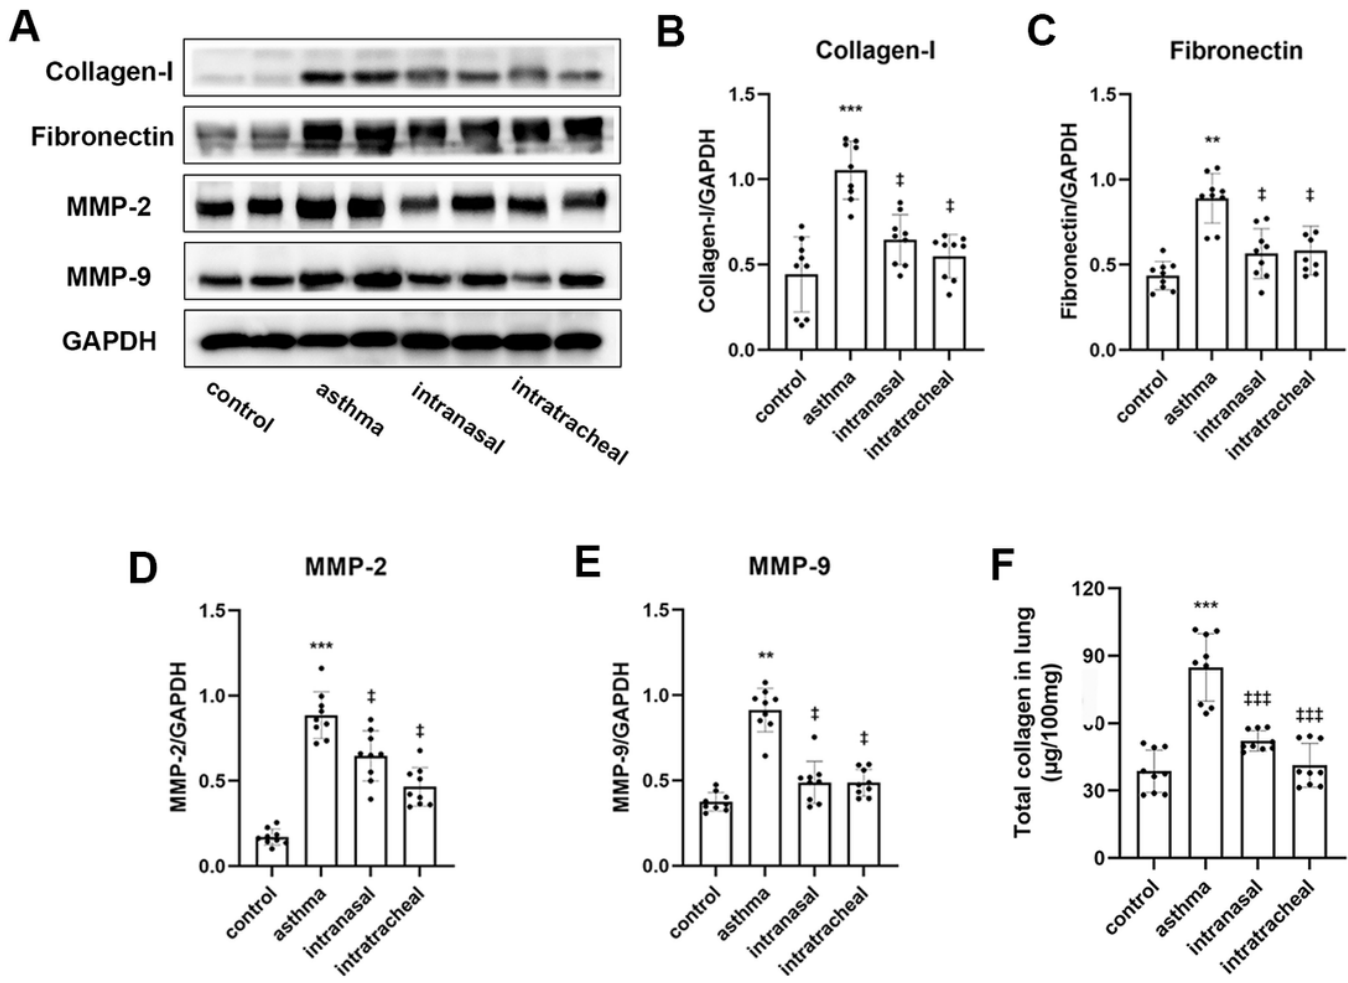 A
Collagen-I
Fibronectin
MMP-2
MMP-9
GAPDH
control
asthma
intranasal
intratracheal
B
Collagen-I
Collagen-I/GAPDH
1.5
1.0
0.5
0.0
***
‡
‡
control
asthma
intranasal
intratracheal
C
Fibronectin
Fibronectin/GAPDH
1.5
1.0
0.5
0.0
**
‡
‡
control
asthma
intranasal
intratracheal
D
MMP-2
MMP-2/GAPDH
1.5
1.0
0.5
0.0
***
‡
‡
control
asthma
intranasal
intratracheal
E
MMP-9
MMP-9/GAPDH
1.5
1.0
0.5
0.0
**
‡
‡
control
asthma
intranasal
intratracheal
F
Total collagen in lung
(μg/100mg)
120
90
60
30
0
***
‡‡‡
‡‡‡
control
asthma
intranasal
intratracheal